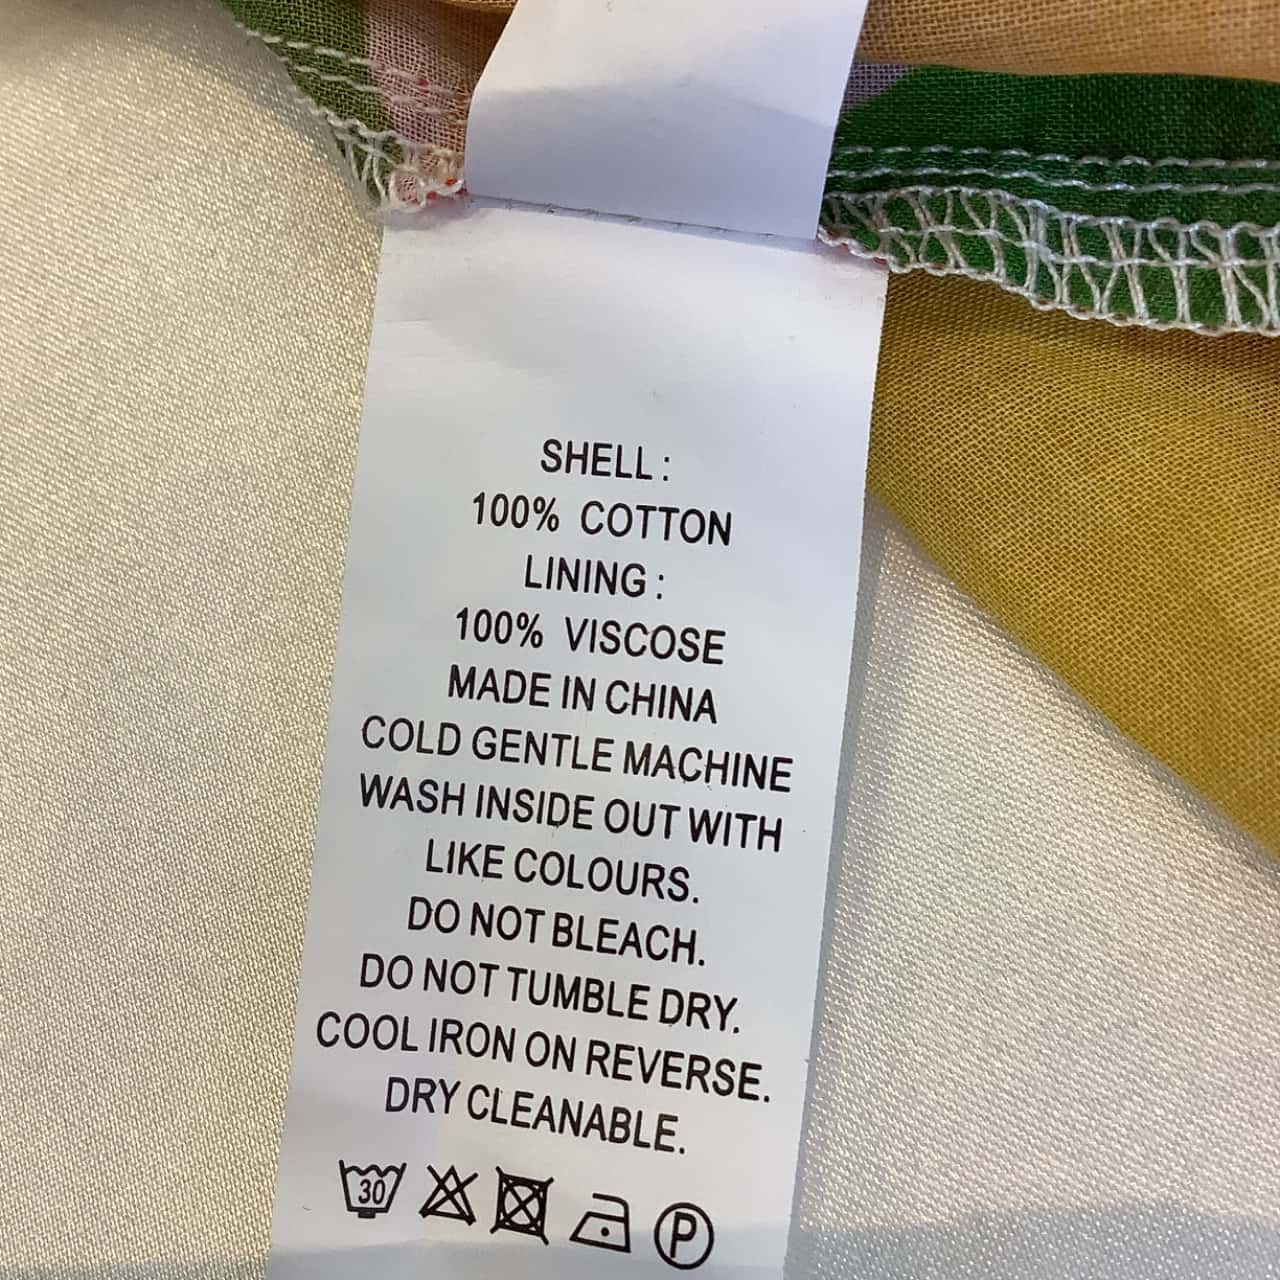 SHELL :
100% COTTON
LINING :
100% VISCOSE
MADE IN CHINA
COLD GENTLE MACHINE
WASH INSIDE OUT WITH
LIKE COLOURS.
DO NOT BLEACH.
DO NOT TUMBLE DRY.
COOL IRON ON REVERSE.
DRY CLEANABLE.
30 P